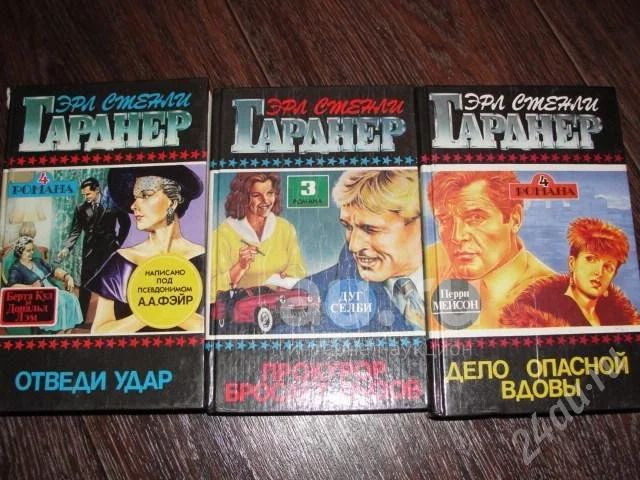 ЭРЛ СТЕНЛИ
ГАРДНЕР
4
РОМАНА
НАПИСАНО
ПОД
ПСЕВДОНИМОМ
А.А.ФЭЙР
Берта Кул
и
Дональд
Лэм
ОТВЕДИ УДАР
ЭРЛ СТЕНЛИ
ГАРДНЕР
3
РОМАНА
ДУГ
СЕЛБИ
ПРОКУРОР
ЭРЛ СТЕНЛИ
ГАРДНЕР
4
РОМАНА
Перри
МЕЙСОН
ДЕЛО ОПАСНОЙ
ВДОВЫ
24au.ru